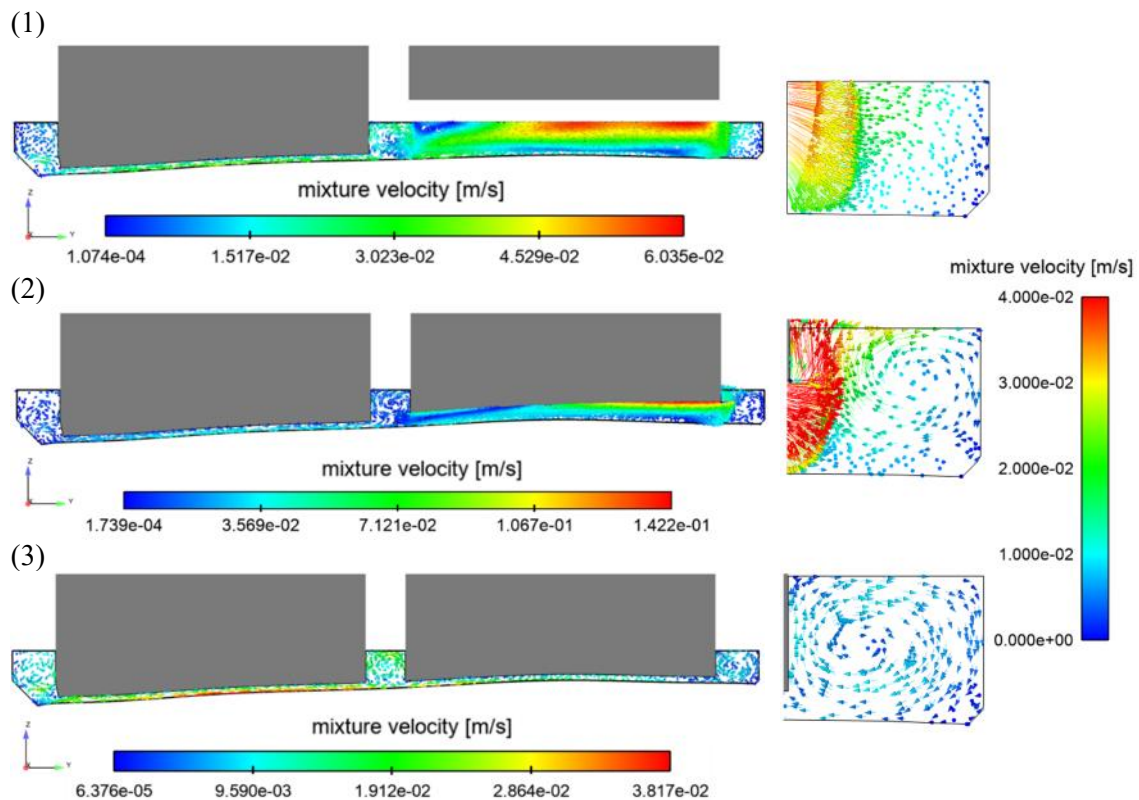 (1)
Z
X
Y
mixture velocity [m/s]
1.074e-04 1.517e-02 3.023e-02 4.529e-02 6.035e-02
(2)
Z
X
Y
mixture velocity [m/s]
1.739e-04 3.569e-02 7.121e-02 1.067e-01 1.422e-01
(3)
Z
X
Y
mixture velocity [m/s]
6.376e-05 9.590e-03 1.912e-02 2.864e-02 3.817e-02
mixture velocity [m/s]
4.000e-02
3.000e-02
2.000e-02
1.000e-02
0.000e+00